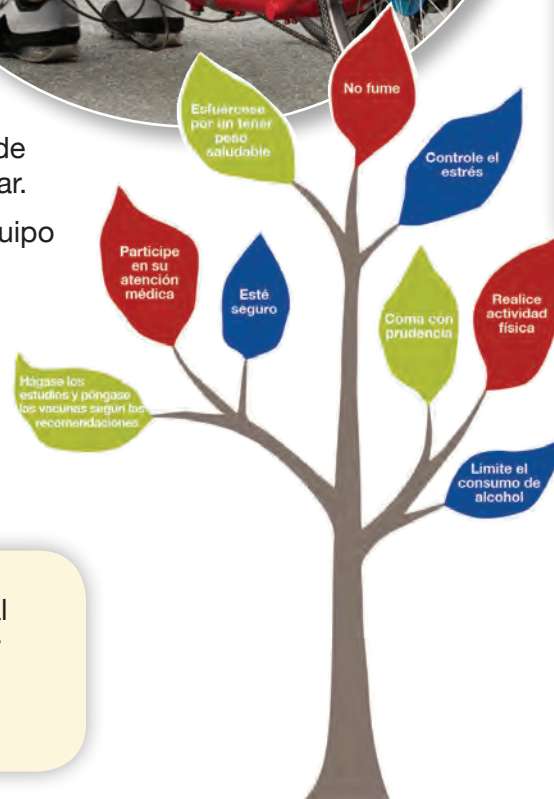 de
ar.
uipo
No fume
Esfuércese
por un tener
peso
saludable
Controle el
estrés
Participe
en su
atención
médica
Esté
seguro
Coma con
prudencia
Realice
actividad
física
Hágase los
estudios y póngase
las vacunas según las
recomendaciones
Limite el
consumo de
alcohol
al